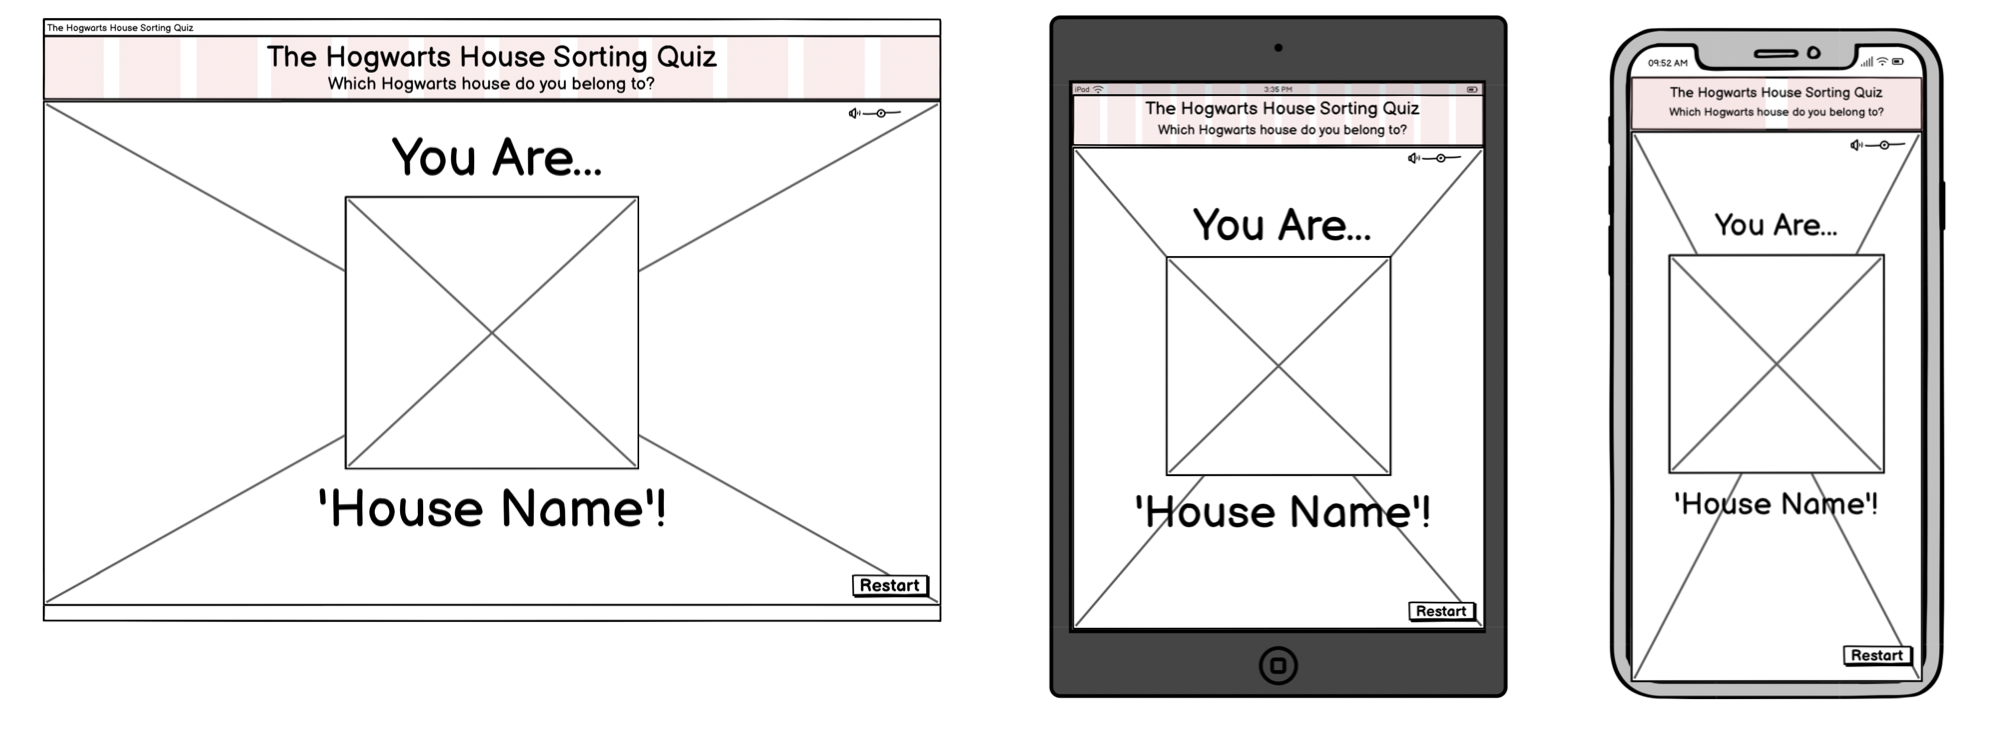 The Hogwarts House Sorting Quiz
The Hogwarts House Sorting Quiz
Which Hogwarts house do you belong to?
You Are...
'House Name'!
Restart
iPad
3:35 PM
The Hogwarts House Sorting Quiz
Which Hogwarts house do you belong to?
You Are...
'House Name'!
Restart
09:52 AM
The Hogwarts House Sorting Quiz
Which Hogwarts house do you belong to?
You Are...
'House Name'!
Restart